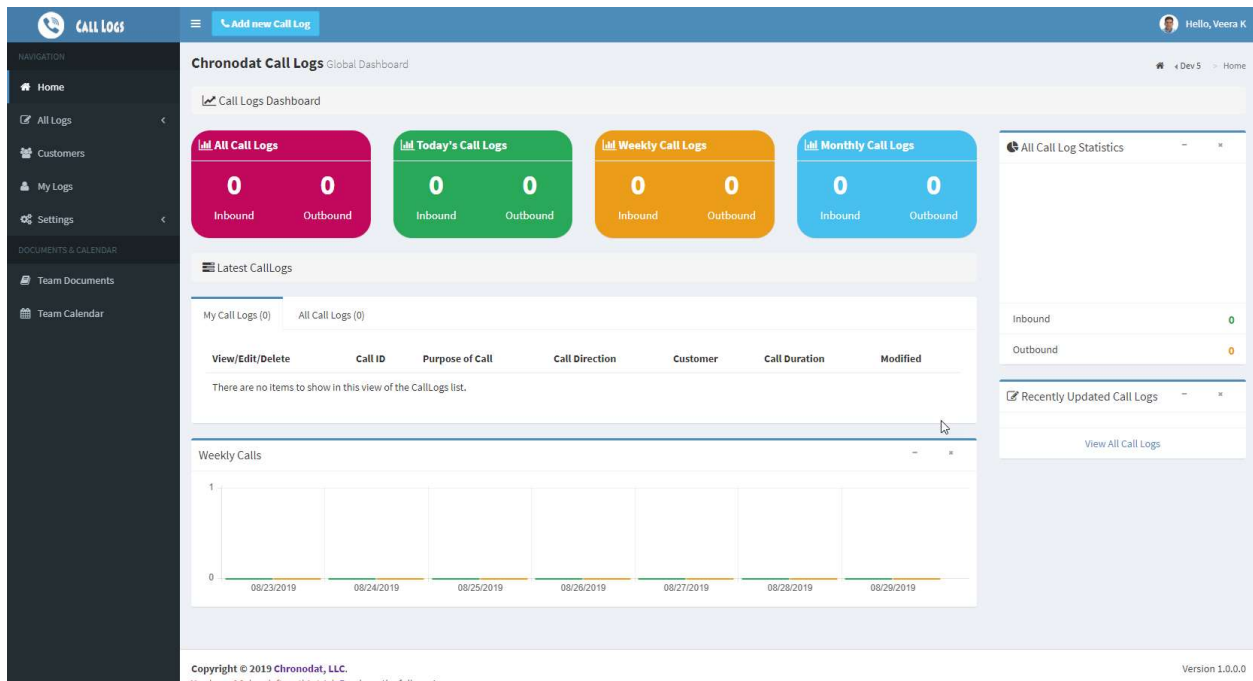 CALL LOGS
Add new Call Log
Hello, Veera K
NAVIGATION
Home
All Logs
Customers
My Logs
Settings
DOCUMENTS & CALENDAR
Team Documents
Team Calendar
Chronodat Call Logs Global Dashboard
Dev 5 > Home
Call Logs Dashboard
All Call Logs
0 0
Inbound Outbound
Today's Call Logs
0 0
Inbound Outbound
Weekly Call Logs
0 0
Inbound Outbound
Monthly Call Logs
0 0
Inbound Outbound
Latest CallLogs
My Call Logs (0) All Call Logs (0)
View/Edit/Delete Call ID Purpose of Call Call Direction Customer Call Duration Modified
There are no items to show in this view of the CallLogs list.
Weekly Calls
1
0
08/23/2019 08/24/2019 08/25/2019 08/26/2019 08/27/2019 08/28/2019 08/29/2019
All Call Log Statistics
Inbound 0
Outbound 0
Recently Updated Call Logs
View All Call Logs
Copyright © 2019 Chronodat, LLC.
Version 1.0.0.0